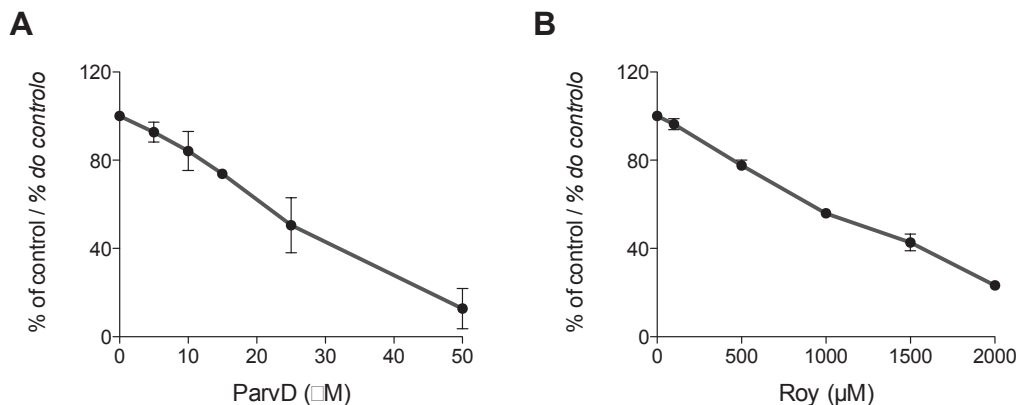 A
% of control / % do controlo
120
80
40
0
0 10 20 30 40 50
ParvD (□M)
B
% of control / % do controlo
120
80
40
0
0 500 1000 1500 2000
Roy (µM)